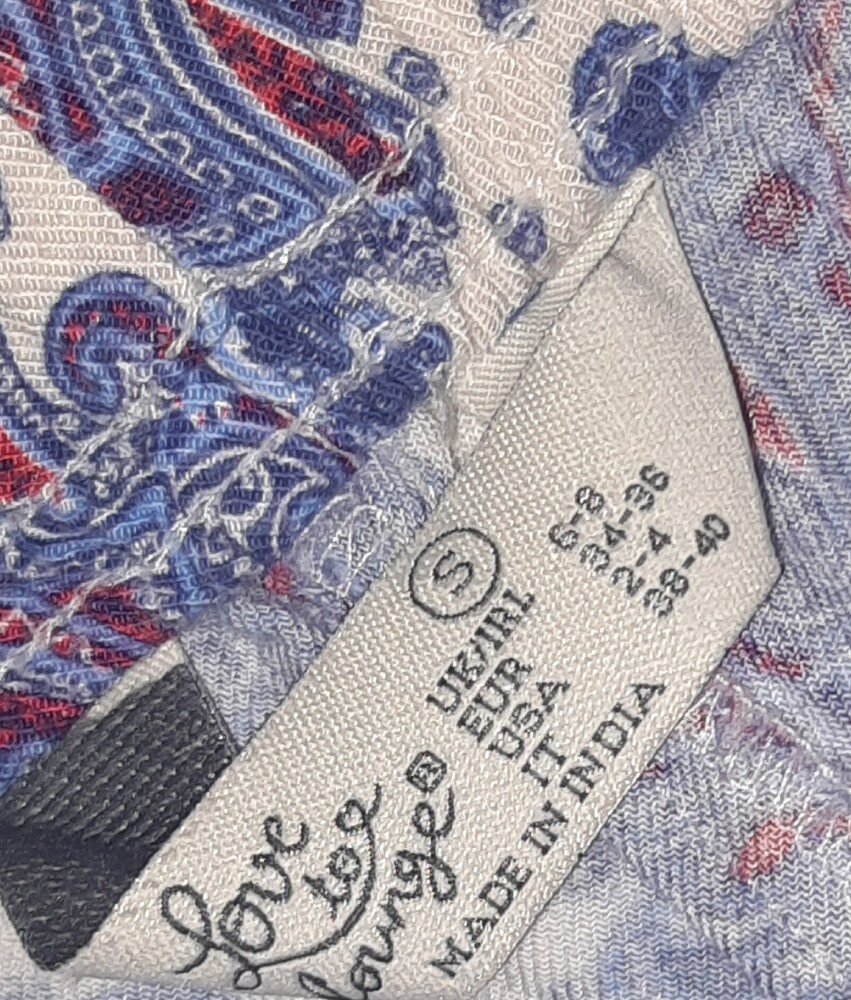 love
to
lounge®
S
UK/IRL 6-8
EUR 34-36
USA 2-4
IT 38-40
MADE IN INDIA